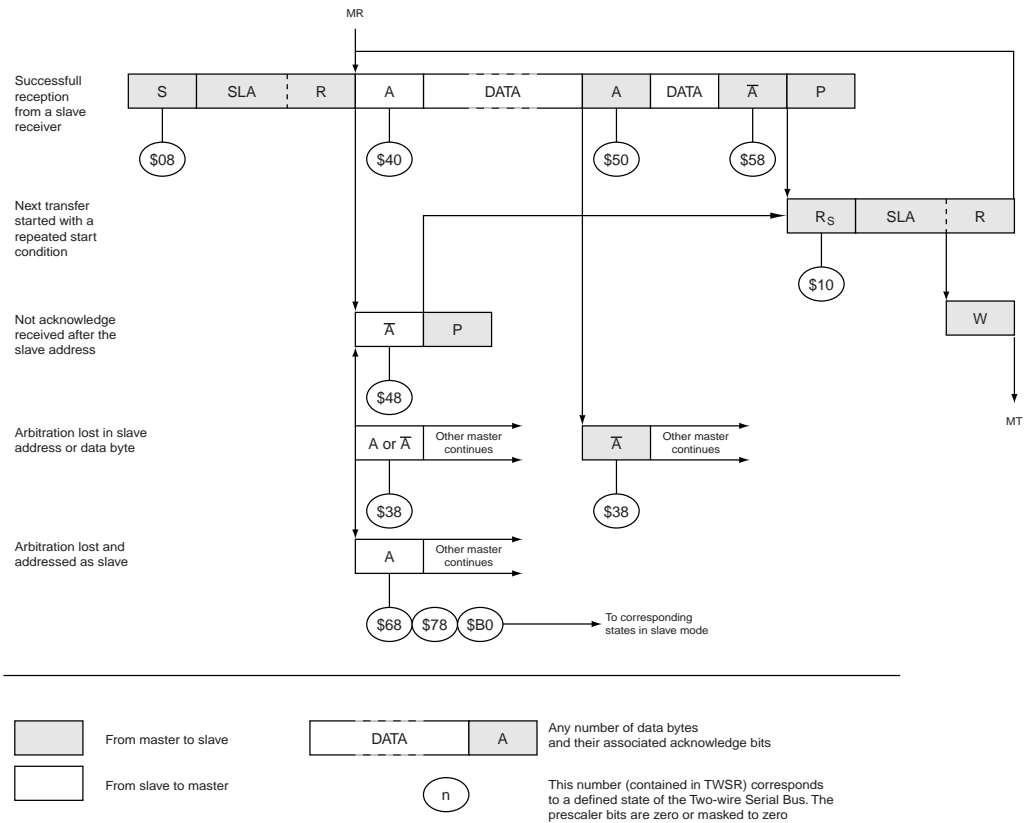 MR
Successfull
reception
from a slave
receiver
S SLA R A DATA A DATA A̅ P
$08 $40 $50 $58
Next transfer
started with a
repeated start
condition
RS SLA R
$10
Not acknowledge
received after the
slave address
A̅ P
W
$48
MT
Arbitration lost in slave
address or data byte
A or A̅
Other master
continues
A̅
Other master
continues
$38 $38
Arbitration lost and
addressed as slave
A
Other master
continues
$68 $78 $B0
To corresponding
states in slave mode
From master to slave
From slave to master
DATA A
Any number of data bytes
and their associated acknowledge bits
n
This number (contained in TWSR) corresponds
to a defined state of the Two-wire Serial Bus. The
prescaler bits are zero or masked to zero